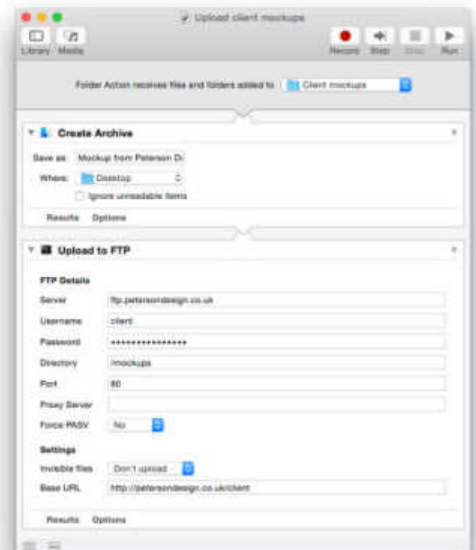 Upload client mockups
Library Media Record Step Stop Run
Folder Action receives files and folders added to Client mockups
Create Archive
Save as: Mockup from Peterson D
Where: Desktop
Ignore unreadable items
Results Options
Upload to FTP
FTP Details
Server ftp.petersondesign.co.uk
Username client
Password •••••••••••••••
Directory /mockups
Port 80
Proxy Server
Force PASV No
Settings
Invisible files Don't upload
Base URL http://petersondesign.co.uk/client
Results Options